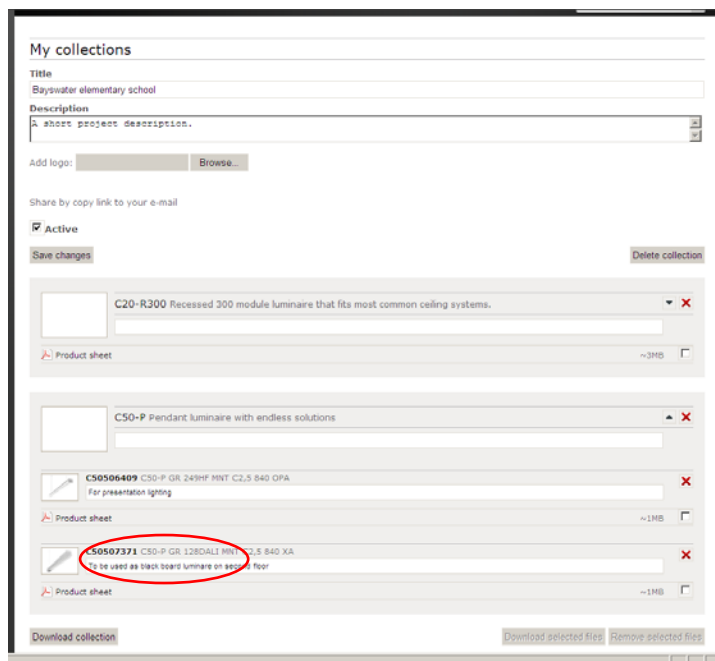 My collections
Title
Bayswater elementary school
Description
A short project description.
Add logo: Browse...
Share by copy link to your e-mail
Active
Save changes Delete collection
C20-R300 Recessed 300 module luminaire that fits most common ceiling systems.
Product sheet ~3MB
C50-P Pendant luminaire with endless solutions
C50506409 C50-P GR 249HF MNT C2,5 840 OPA
For presentation lighting
Product sheet ~1MB
C50507371 C50-P GR 128DALI MNT C2,5 840 XA
To be used as black board luminare on second floor
Product sheet ~1MB
Download collection Download selected files Remove selected files